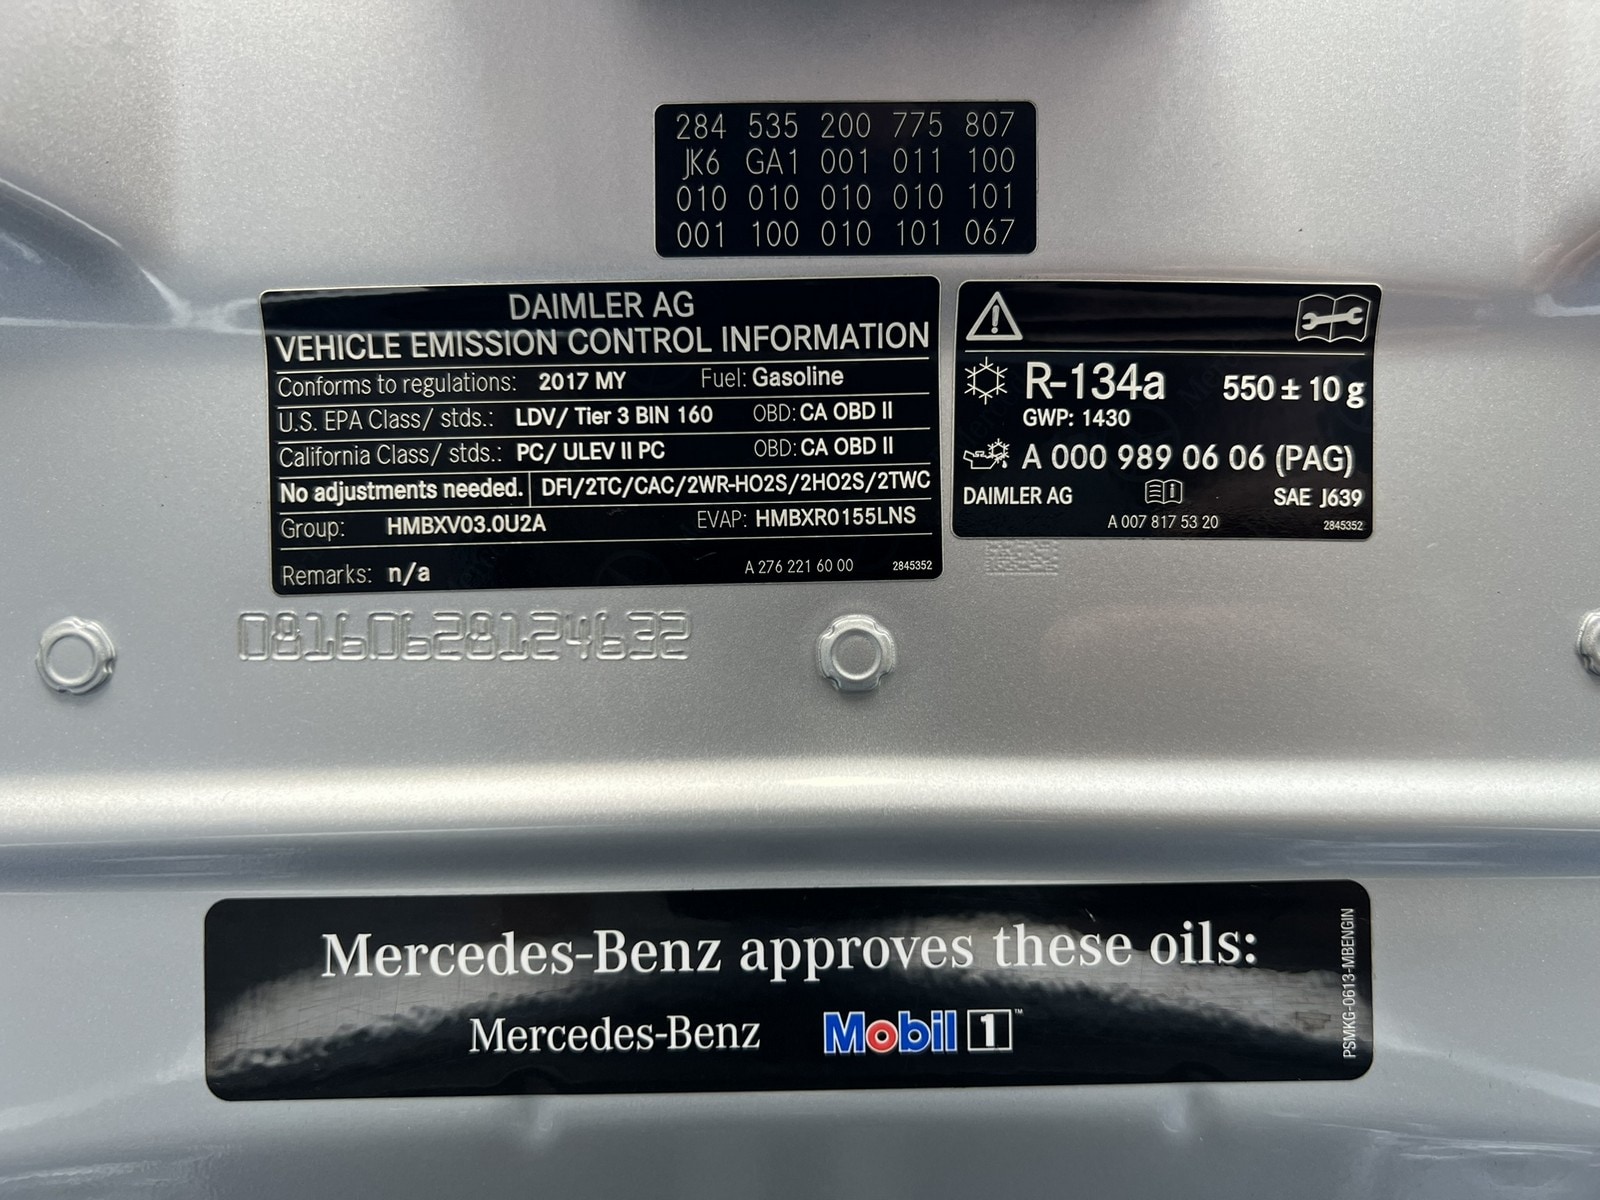 284 535 200 775 807
JK6 GA1 001 011 100
010 010 010 010 101
001 100 010 101 067
DAIMLER AG
VEHICLE EMISSION CONTROL INFORMATION
Conforms to regulations: 2017 MY Fuel: Gasoline
U.S. EPA Class/ stds.: LDV/ Tier 3 BIN 160 OBD: CA OBD II
California Class/ stds.: PC/ ULEV II PC OBD: CA OBD II
No adjustments needed. DFI/2TC/CAC/2WR-HO2S/2HO2S/2TWC
Group: HMBXV03.0U2A EVAP: HMBXR0155LNS
Remarks: n/a A 276 221 60 00 2845352
R-134a 550 ± 10 g
GWP: 1430
A 000 989 06 06 (PAG)
DAIMLER AG SAE J639
A 007 817 53 20 2845352
08160628124632
Mercedes-Benz approves these oils:
Mercedes-Benz Mobil 1™
PSMKG-0613-MBENGIN